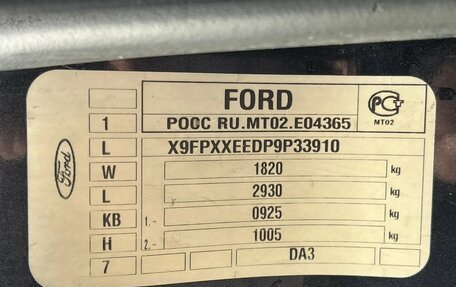 FORD
1 РОСС RU.MT02.E04365
MT02
Ford
L X9FPXXEEDP9P33910
W 1820 kg
L 2930 kg
KB 1.- 0925 kg
H 2.- 1005 kg
7 DA3